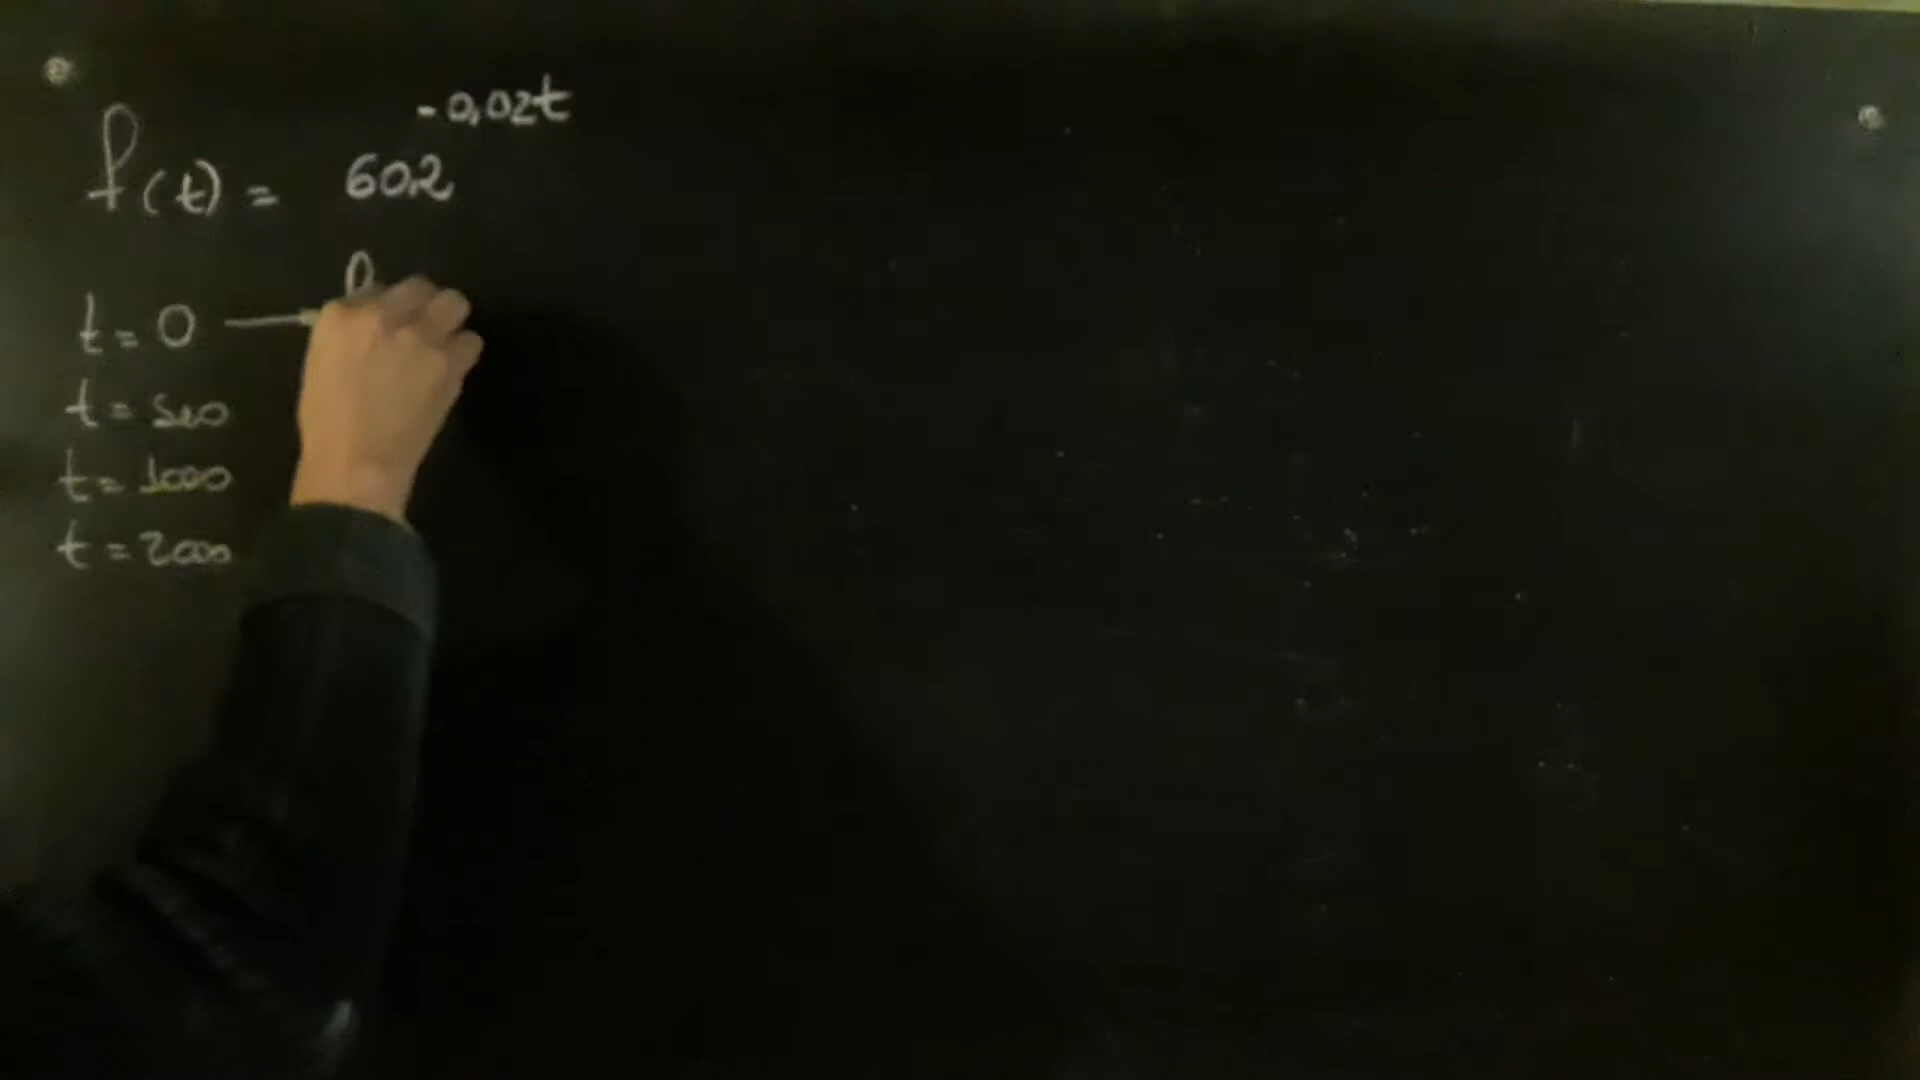 f(t) = 60.2^-0,02t
t = 0 — f
t = 500
t = 1000
t = 2000